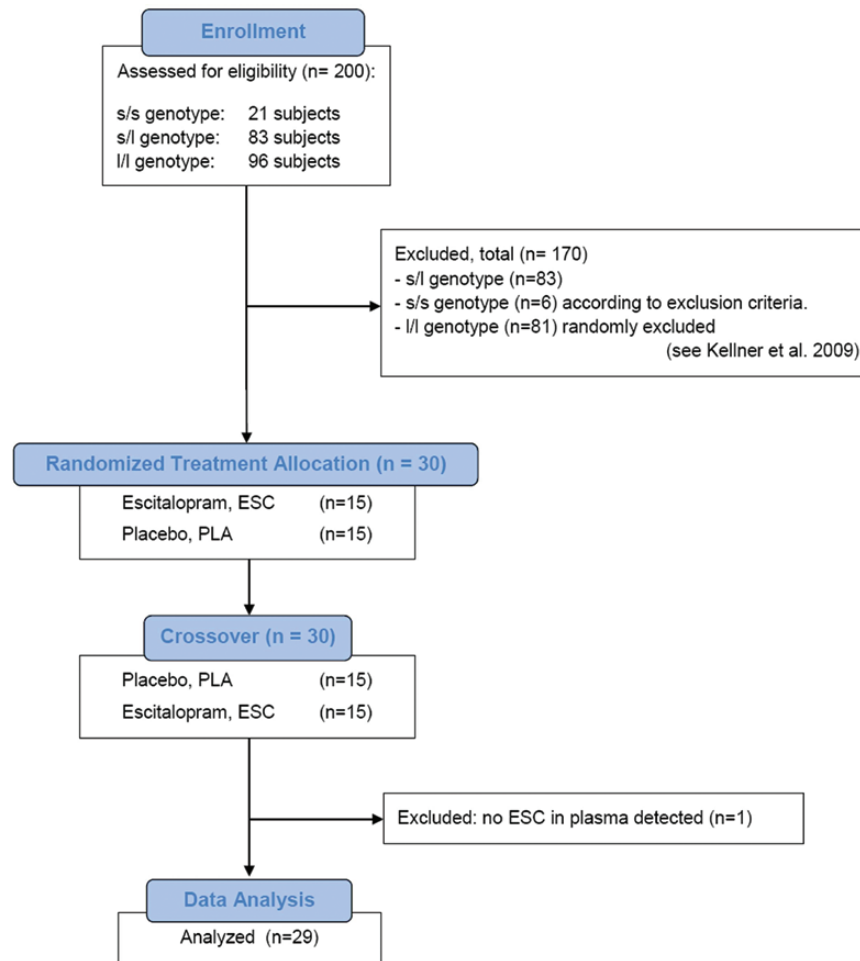 Enrollment
Assessed for eligibility (n= 200):
s/s genotype: 21 subjects
s/l genotype: 83 subjects
l/l genotype: 96 subjects
Excluded, total (n= 170)
- s/l genotype (n=83)
- s/s genotype (n=6) according to exclusion criteria.
- l/l genotype (n=81) randomly excluded
(see Kellner et al. 2009)
Randomized Treatment Allocation (n = 30)
Escitalopram, ESC (n=15)
Placebo, PLA (n=15)
Crossover (n = 30)
Placebo, PLA (n=15)
Escitalopram, ESC (n=15)
Excluded: no ESC in plasma detected (n=1)
Data Analysis
Analyzed (n=29)